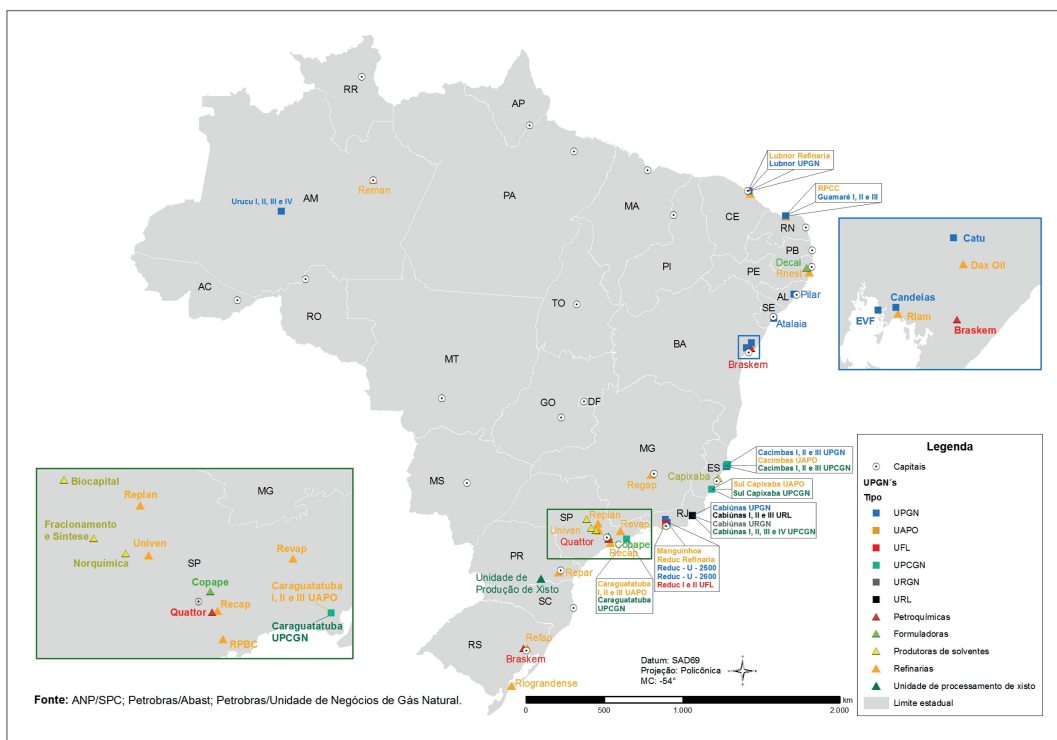 RR
AP
Reman
Urucu I, II, III e IV
AM
PA
MA
CE
Lubnor Refinaria
Lubnor UPGN
RPCC
Guamaré I, II e III
RN
PB
Decal
Rnest
PE
PI
AL
Pilar
SE
Atalaia
AC
RO
TO
BA
Braskem
MT
GO
DF
MG
Regap
ES
Capixaba
MS
Cacimbas I, II e III UPGN
Cacimbas UAPO
Cacimbas I, II e III UPCGN
Sul Capixaba UAPO
Sul Capixaba UPCGN
RJ
Cabiúnas UPGN
Cabiúnas I, II e III URL
Cabiúnas URGN
Cabiúnas I, II, III e IV UPCGN
SP
Replan
Univen
Revap
Quattor
Copape
Recap
Manguinhos
Reduc Refinaria
Reduc - U - 2500
Reduc - U - 2600
Reduc I e II UFL
PR
Repar
Caraguatatuba
I, II e III UAPO
Caraguatatuba
UPCGN
Unidade de
Produção de Xisto
SC
RS
Refap
Braskem
Riograndense
Catu
Dax Oil
Candeias
EVF
Rlam
Braskem
Biocapital
Replan
MG
Fracionamento
e Síntese
Univen
Norquímica
Revap
SP
Copape
Caraguatatuba
I, II e III UAPO
Quattor
Recap
Caraguatatuba
UPCGN
RPBC
Legenda
Capitais
UPGN´s
Tipo
UPGN
UAPO
UFL
UPCGN
URGN
URL
Petroquímicas
Formuladoras
Produtoras de solventes
Refinarias
Unidade de processamento de xisto
Limite estadual
Datum: SAD69
Projeção: Policônica
MC: -54°
km
0 500 1.000 2.000
Fonte: ANP/SPC; Petrobras/Abast; Petrobras/Unidade de Negócios de Gás Natural.